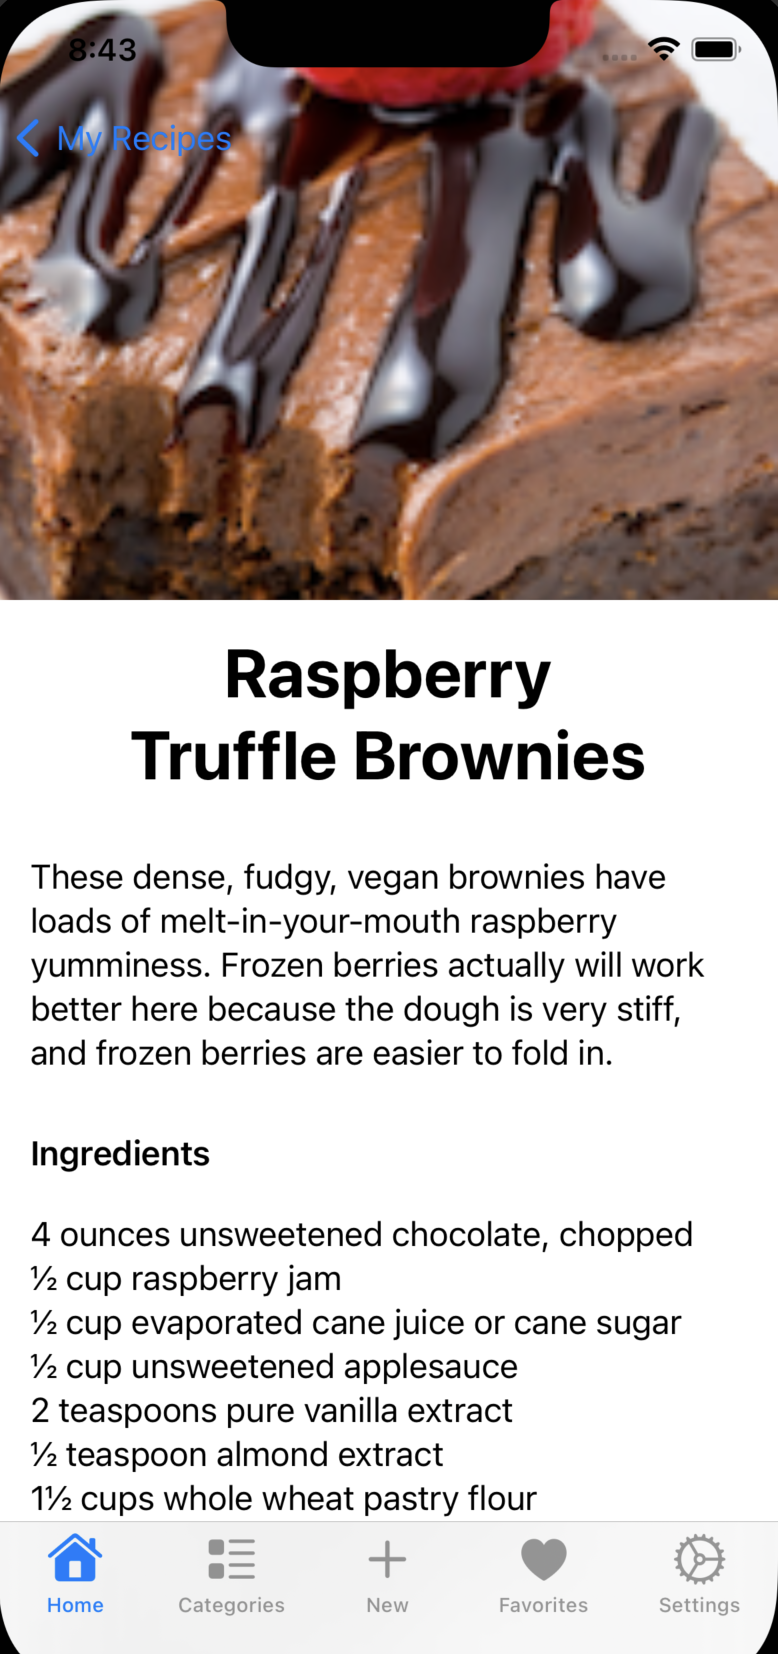 8:43
My Recipes
Raspberry
Truffle Brownies
These dense, fudgy, vegan brownies have
loads of melt-in-your-mouth raspberry
yumminess. Frozen berries actually will work
better here because the dough is very stiff,
and frozen berries are easier to fold in.
Ingredients
4 ounces unsweetened chocolate, chopped
½ cup raspberry jam
½ cup evaporated cane juice or cane sugar
½ cup unsweetened applesauce
2 teaspoons pure vanilla extract
½ teaspoon almond extract
1½ cups whole wheat pastry flour
Home Categories New Favorites Settings